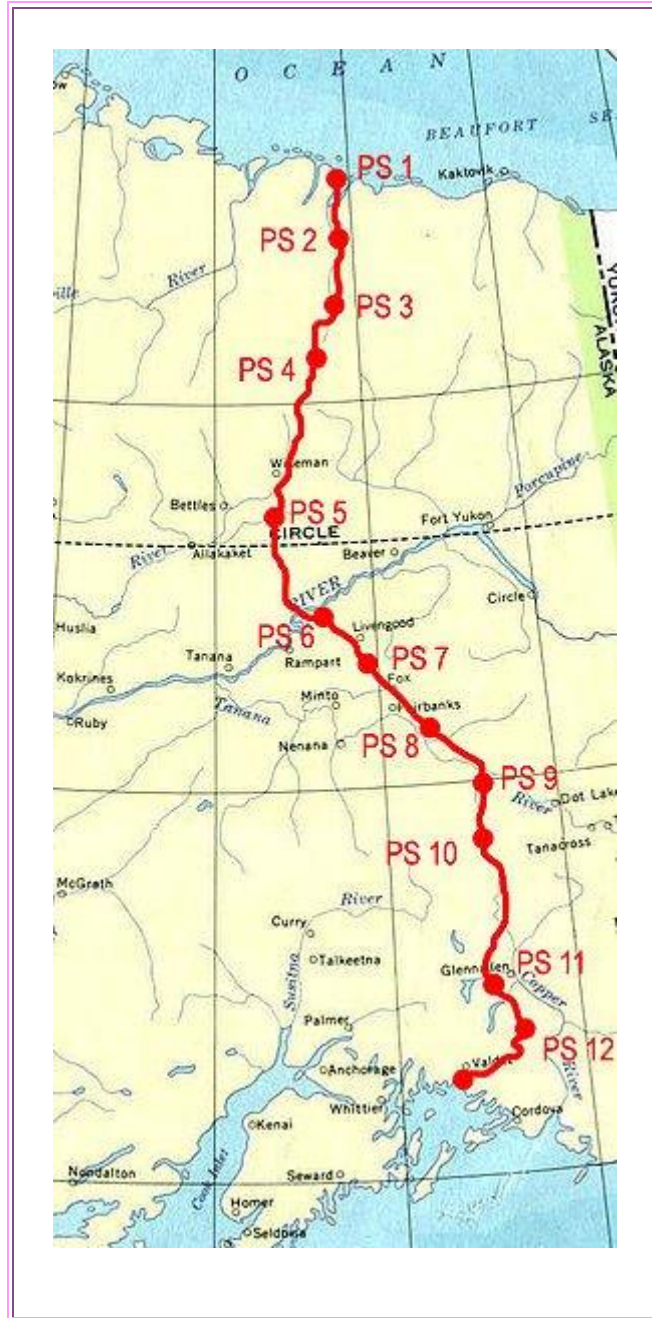 O C E A N
BEAUFORT SE
PS 1
Kaktovik
PS 2
River
PS 3
YUKO
ALASKA
PS 4
Wiseman
Porcupine
Bettles
PS 5
Fort Yukon
CIRCLE
River
Allakaket
Beaver
RIVER
Circle
Huslia
PS 6
Livengood
Tanana
Rampart
PS 7
Kokrines
Fox
Minto
Tanana
Fairbanks
Ruby
PS 8
Nenana
PS 9
River
Dot Lake
PS 10
Tanacross
McGrath
River
Curry
Susitna
Talkeetna
Glennallen
PS 11
Copper
Palmer
PS 12
Valdez
Anchorage
River
Whittier
Cordova
Kenai
Nondalton
Cook Inlet
Seward
Homer
Seldovia